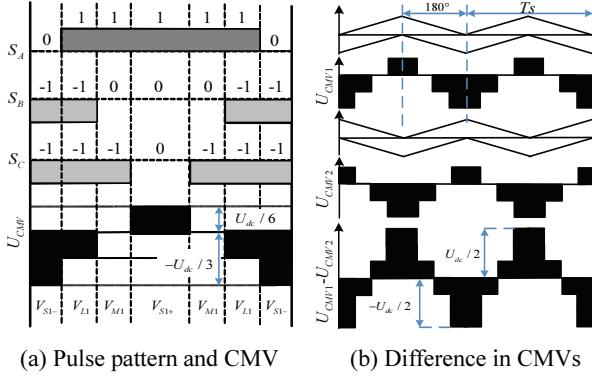 1 1 1 1 1
0 0
S_A
-1 -1 0 0 0 -1 -1
S_B
-1 -1 -1 0 -1 -1 -1
S_C
U_CMV
U_dc / 6
−U_dc / 3
V_S1− V_L1 V_M1 V_S1+ V_M1 V_L1 V_S1−
(a) Pulse pattern and CMV
180° Ts
U_CMV1
U_CMV2
U_CMV1-U_CMV2
U_dc / 2
−U_dc / 2
(b) Difference in CMVs